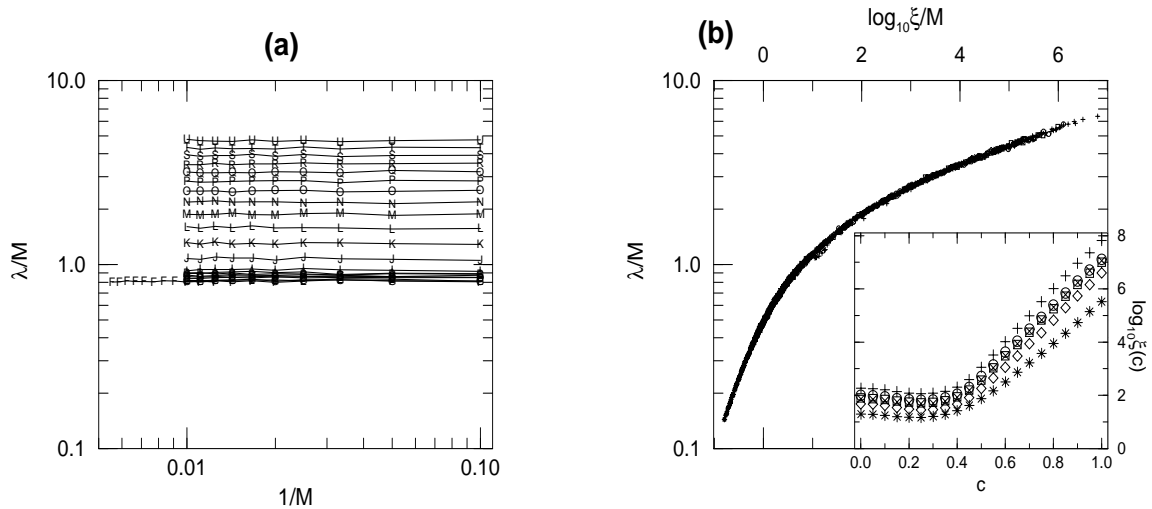 (a)
10.0
1.0
0.1
λ/M
0.01
0.10
1/M
U U U U U U U U U
T T T T T T T T T
S S S S S S S S S
R R R R R R R R R
Q Q Q Q Q Q Q Q Q
P P P P P P P P P
O O O O O O O O O
N N N N N N N N N
M M M M M M M M M
L L L L L L L L L
K K K K K K K K K
J J J J J J J J J
F F F F F F F
(b)
log₁₀ξ/M
0 2 4 6
10.0
1.0
0.1
λ/M
8
6
4
2
0
log₁₀ξ(c)
0.0 0.2 0.4 0.6 0.8 1.0
c